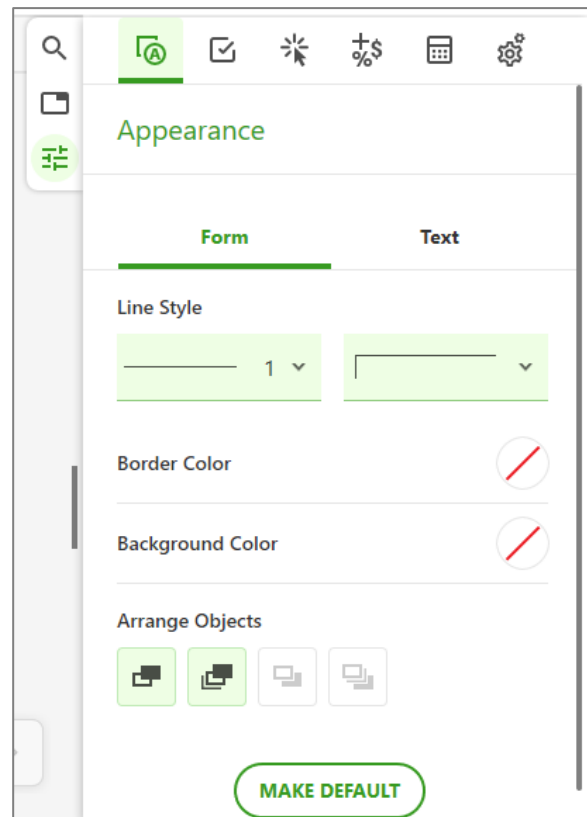 Appearance
Form Text
Line Style
1
Border Color
Background Color
Arrange Objects
MAKE DEFAULT